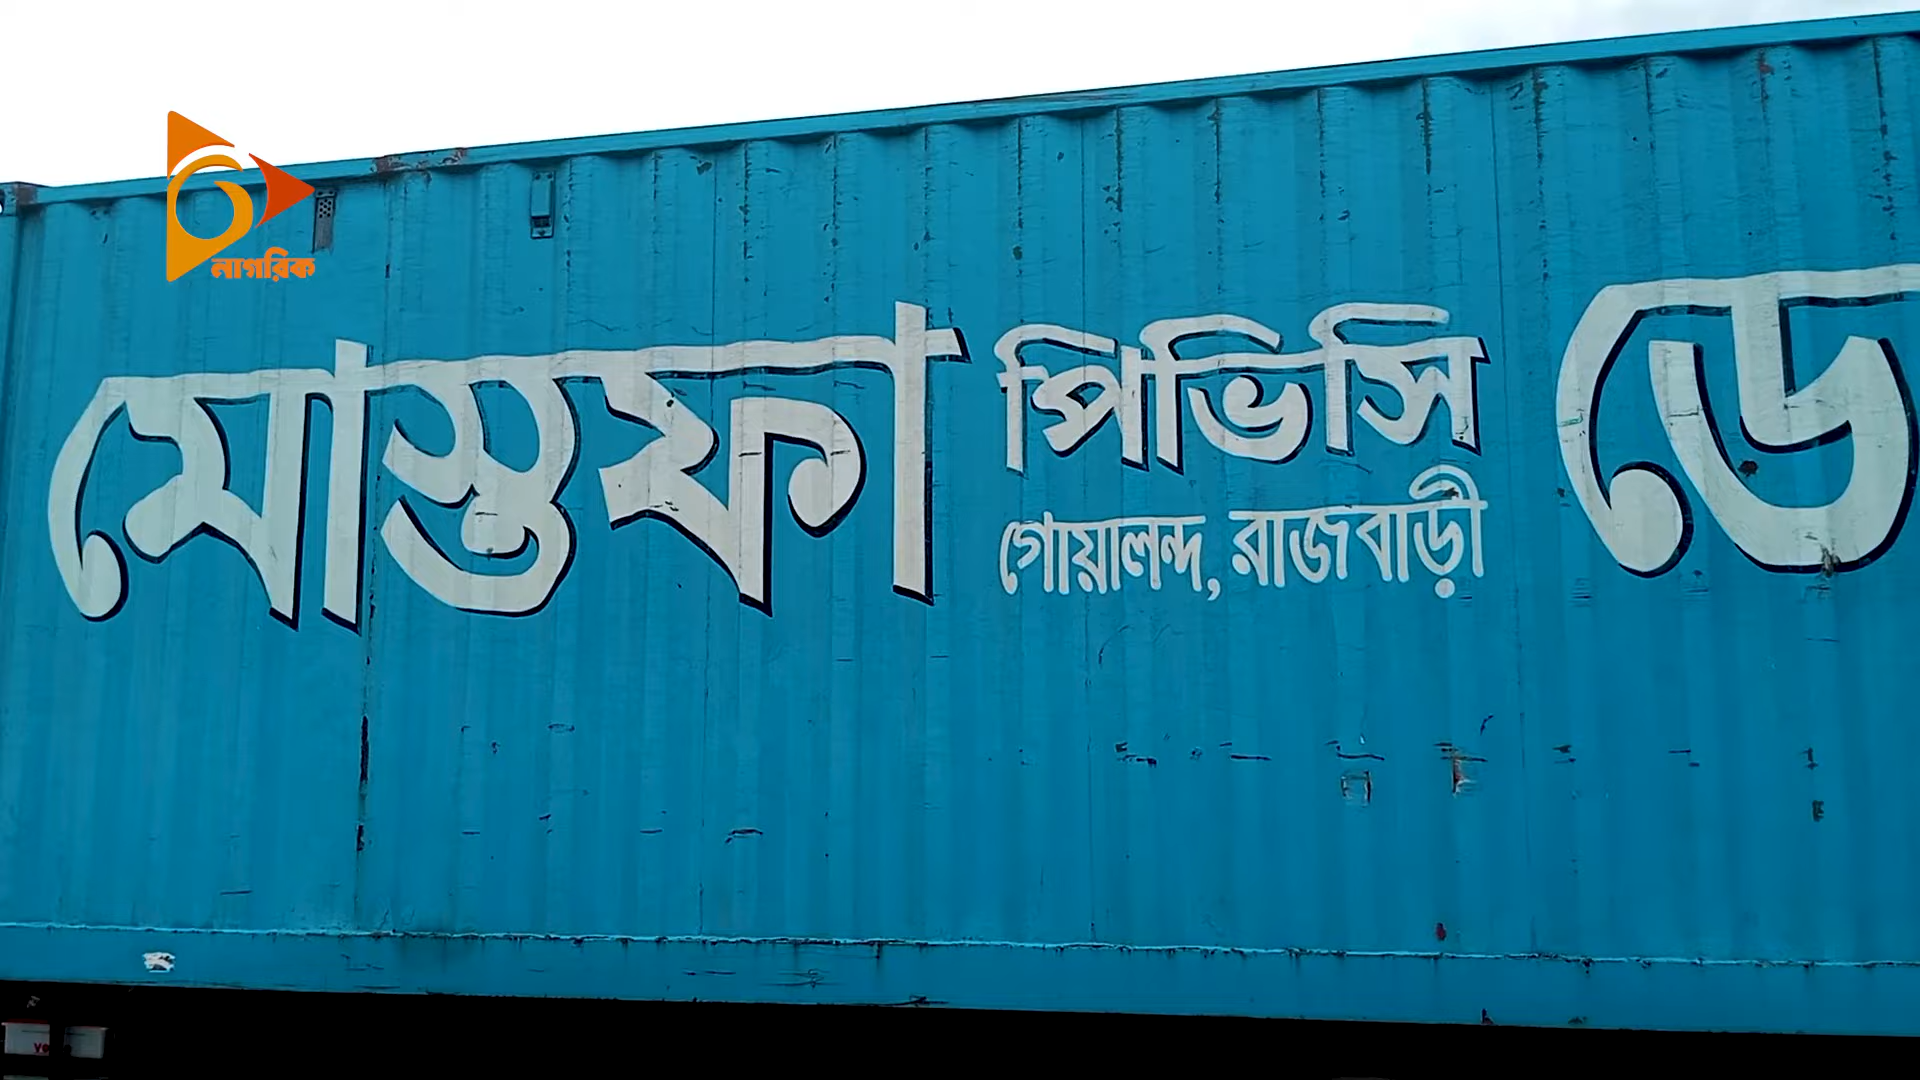 নাগরিক
মোস্তফা পিভিসি ডে
গোয়ালন্দ, রাজবাড়ী